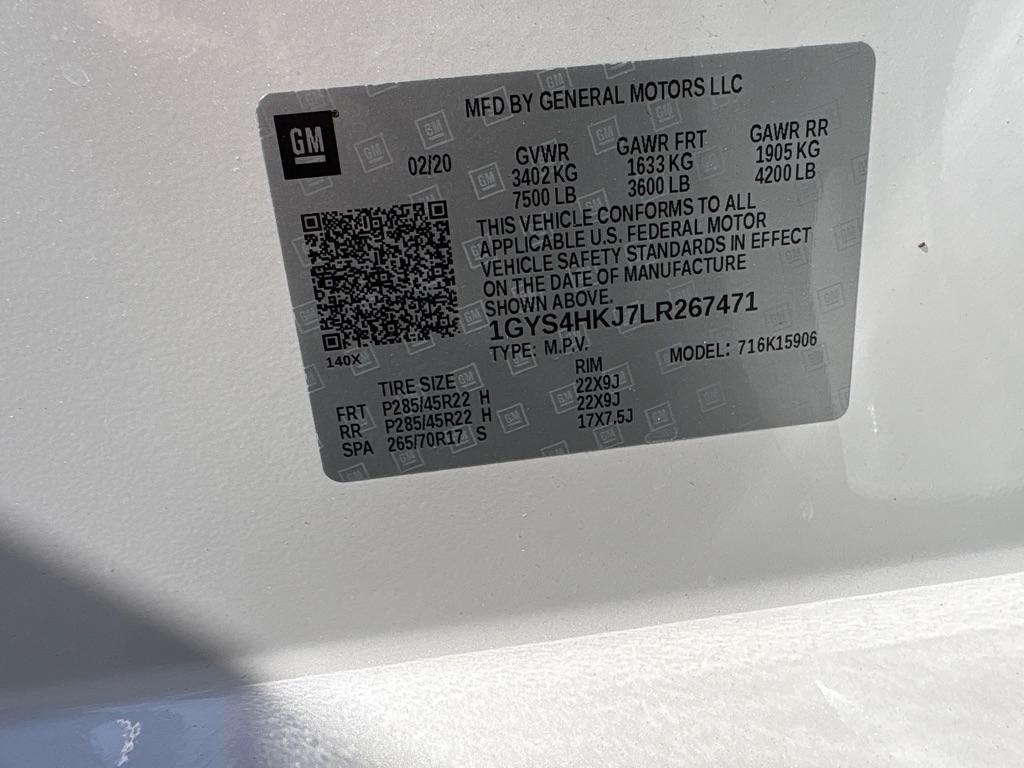 MFD BY GENERAL MOTORS LLC
GM
02/20
GVWR
3402 KG
7500 LB
GAWR FRT
1633 KG
3600 LB
GAWR RR
1905 KG
4200 LB
THIS VEHICLE CONFORMS TO ALL
APPLICABLE U.S. FEDERAL MOTOR
VEHICLE SAFETY STANDARDS IN EFFECT
ON THE DATE OF MANUFACTURE
SHOWN ABOVE.
1GYS4HKJ7LR267471
140X
TYPE: M.P.V.
MODEL: 716K15906
TIRE SIZE
RIM
FRT P285/45R22 H 22X9J
RR P285/45R22 H 22X9J
SPA 265/70R17 S 17X7.5J